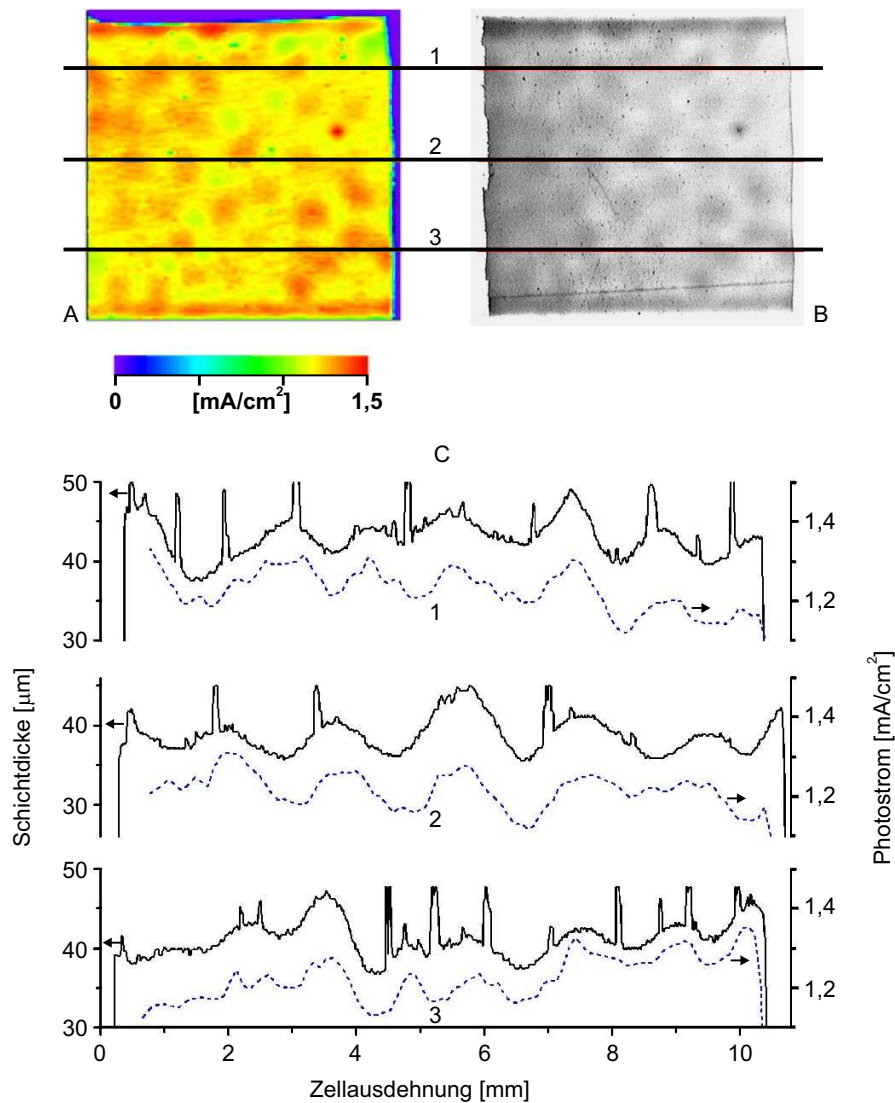 1
2
3
A
B
0 [mA/cm²] 1,5
C
50
40
30
1,4
1,2
1
40
30
1,4
1,2
2
50
40
30
1,4
1,2
3
Schichtdicke [µm]
Photostrom [mA/cm²]
0 2 4 6 8 10
Zellausdehnung [mm]